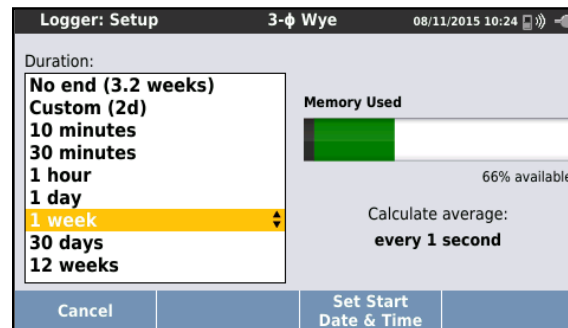 Logger: Setup 3-ϕ Wye 08/11/2015 10:24
Duration:
No end (3.2 weeks)
Custom (2d)
10 minutes
30 minutes
1 hour
1 day
1 week
30 days
12 weeks
Memory Used
66% available
Calculate average:
every 1 second
Cancel
Set Start
Date & Time